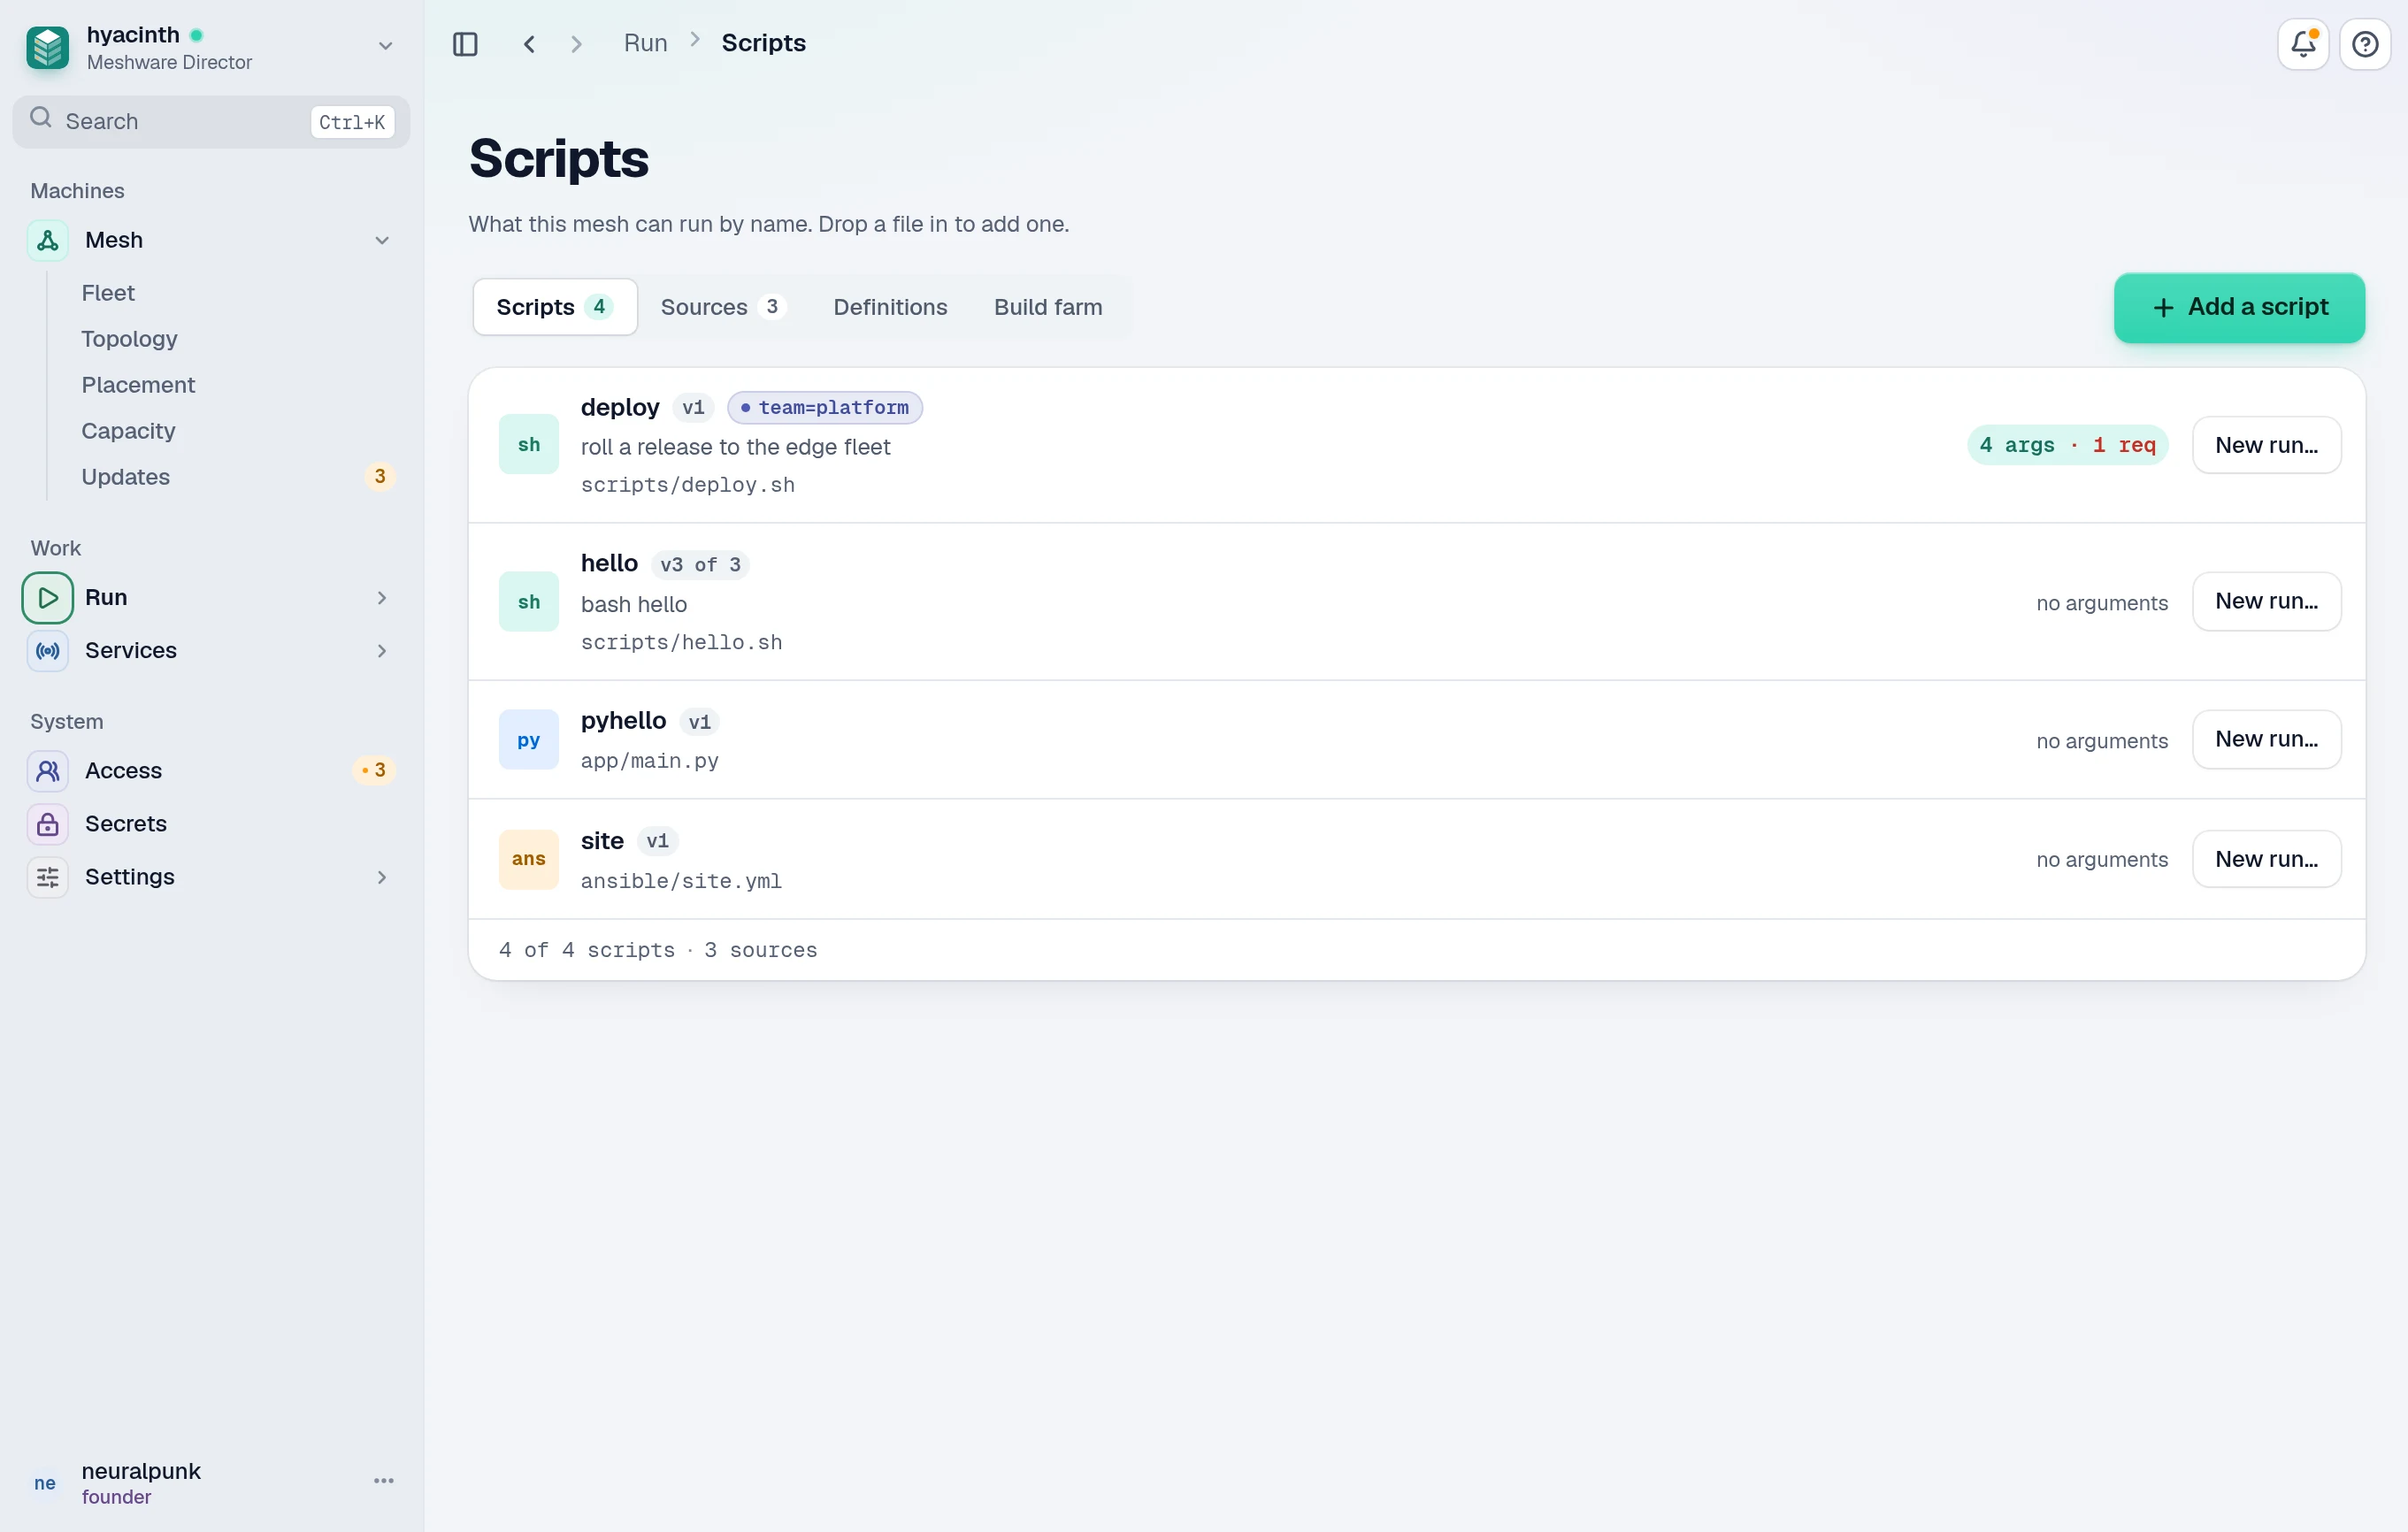 hyacinth
Meshware Director
Search Ctrl+K
Machines
Mesh
Fleet
Topology
Placement
Capacity
Updates 3
Work
Run
Services
System
Access 3
Secrets
Settings
ne
neuralpunk
founder
Run Scripts
Scripts
What this mesh can run by name. Drop a file in to add one.
Scripts 4 Sources 3 Definitions Build farm
+ Add a script
sh
deploy v1 team=platform
roll a release to the edge fleet
scripts/deploy.sh
4 args · 1 req New run...
sh
hello v3 of 3
bash hello
scripts/hello.sh
no arguments New run...
py
pyhello v1
app/main.py
no arguments New run...
ans
site v1
ansible/site.yml
no arguments New run...
4 of 4 scripts · 3 sources